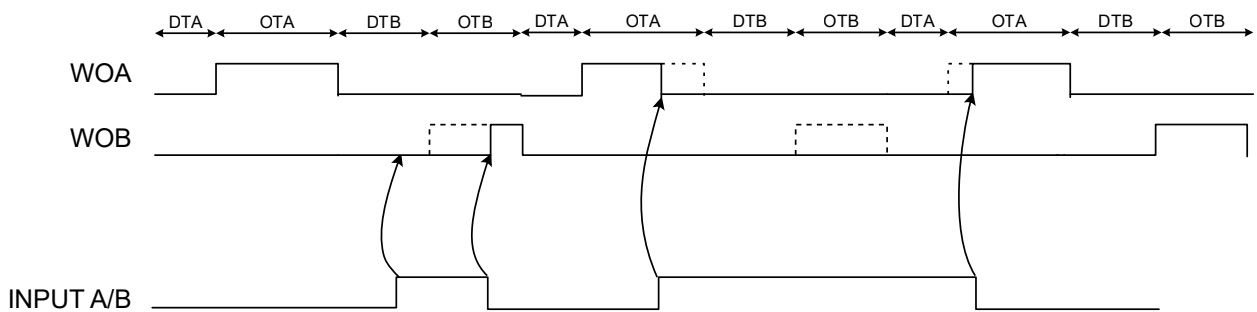 DTA OTA DTB OTB DTA OTA DTB OTB DTA OTA DTB OTB
WOA
WOB
INPUT A/B